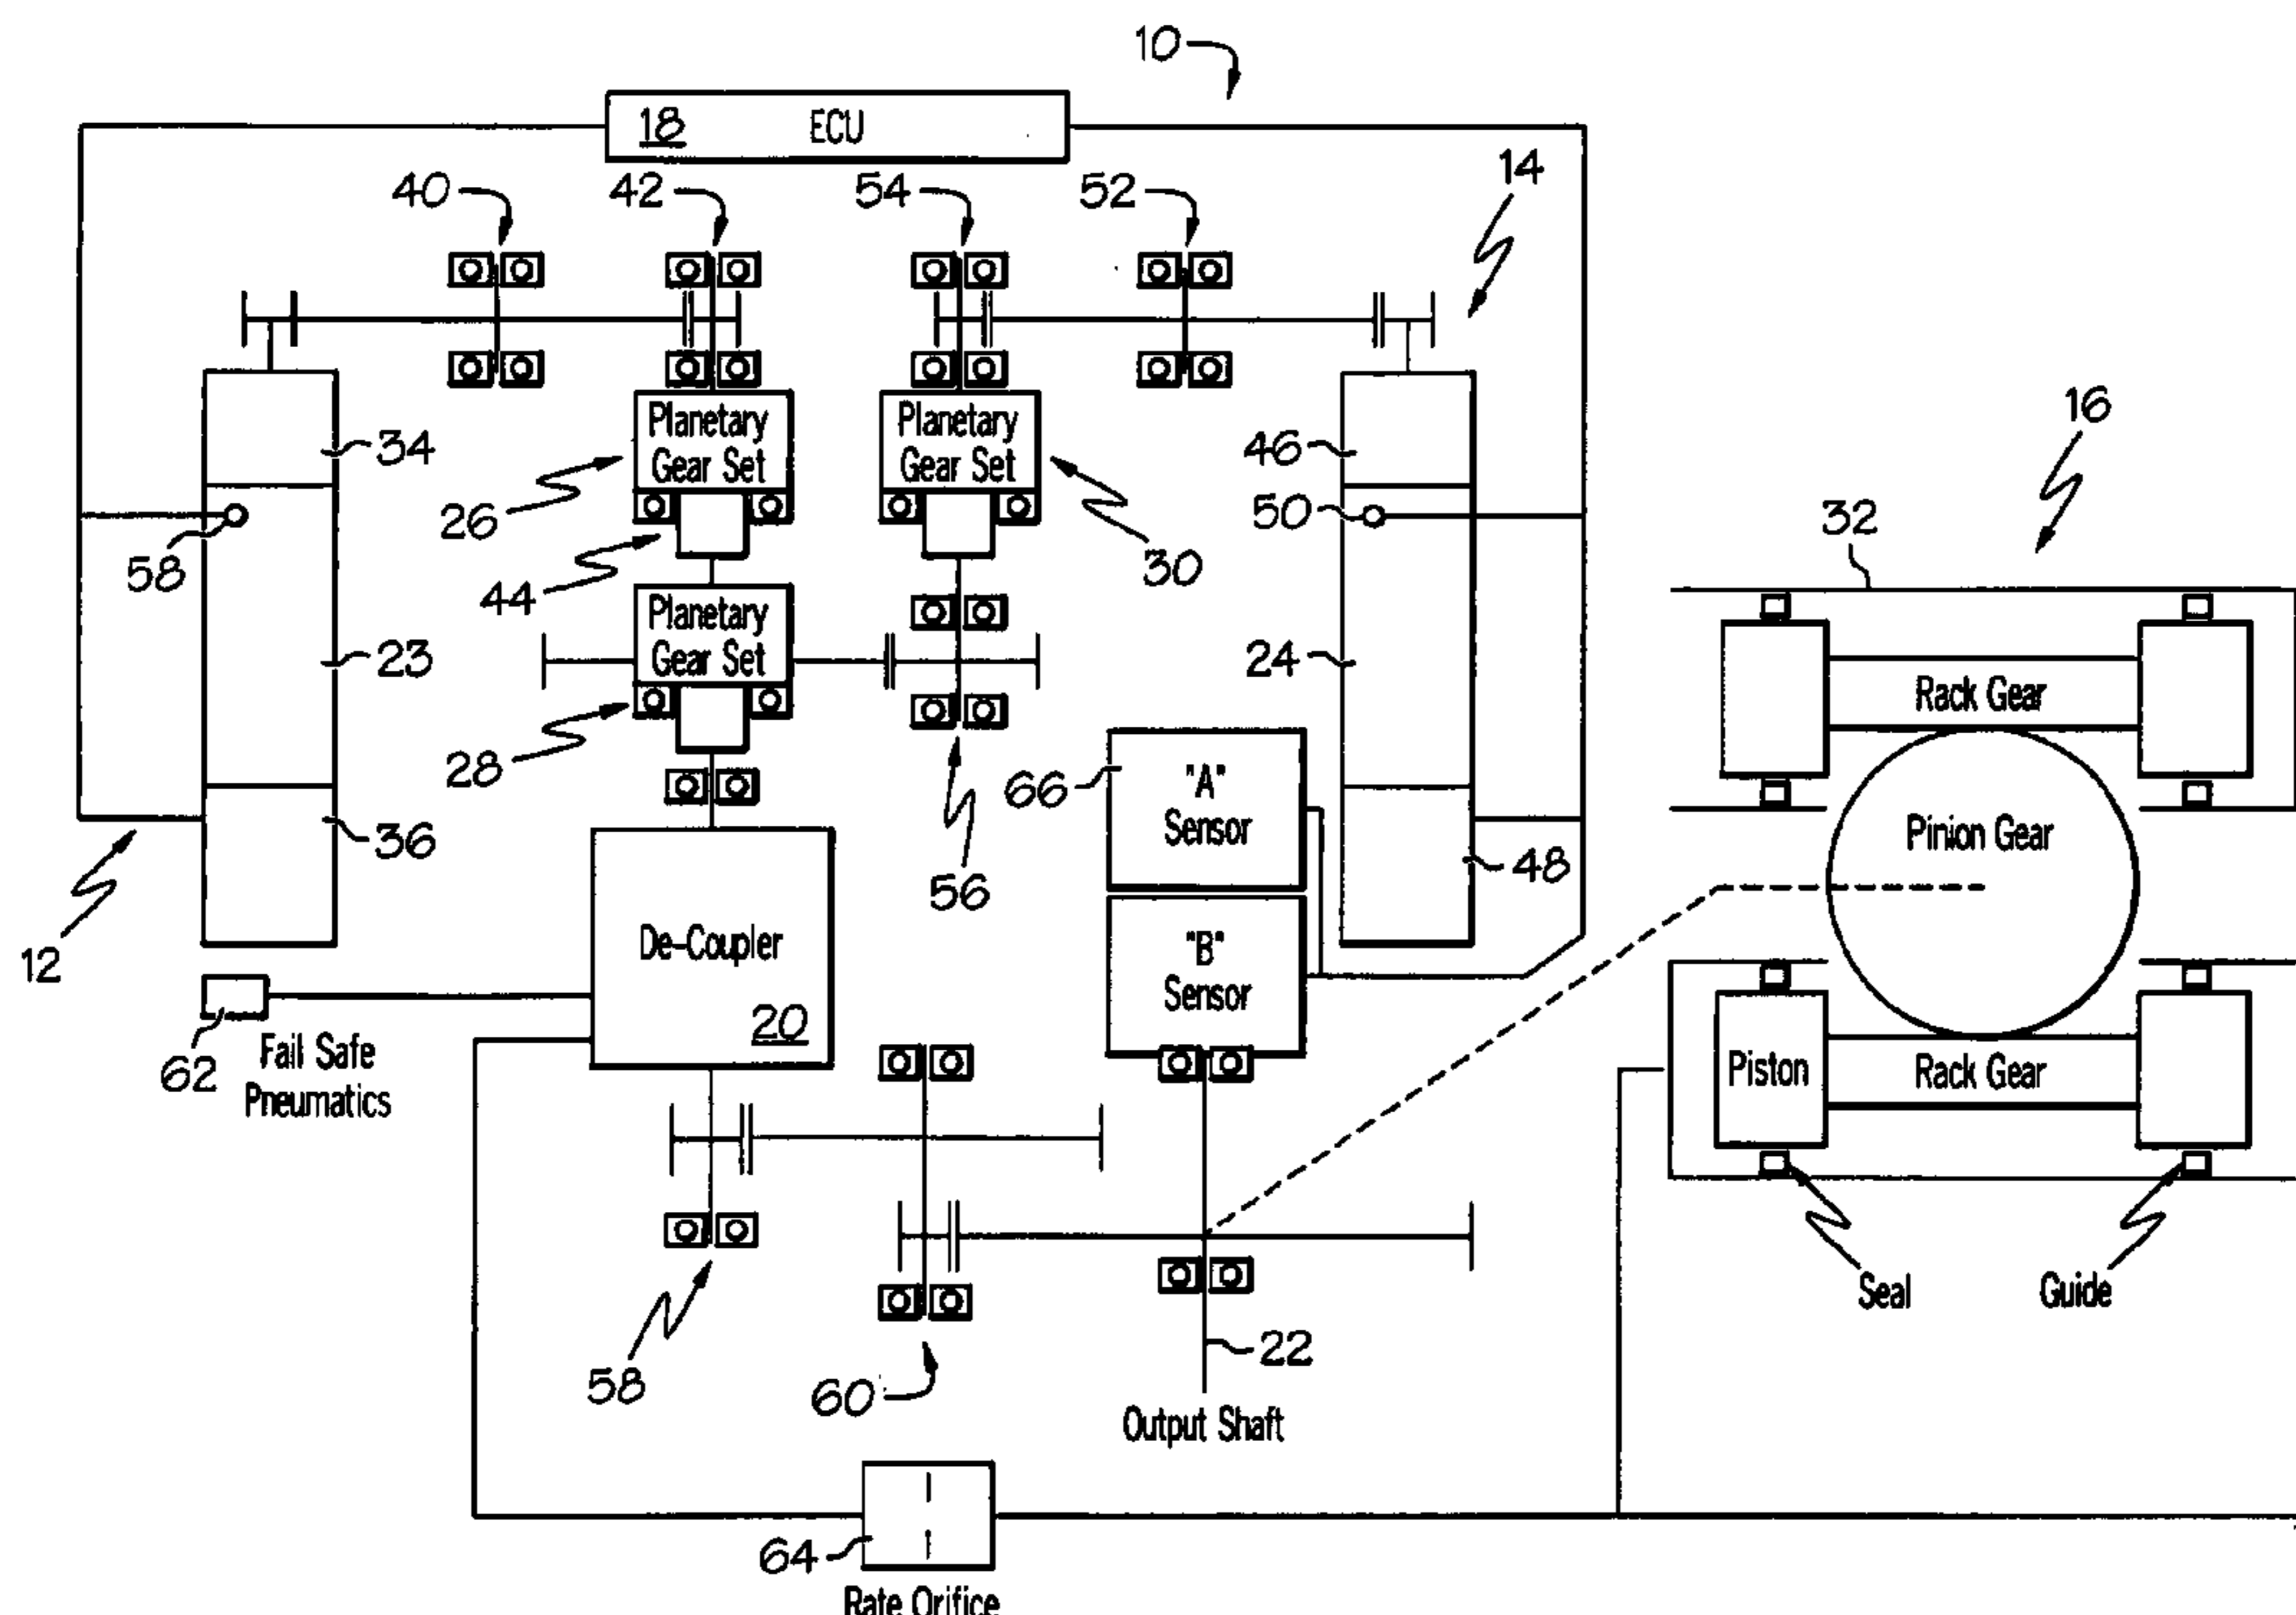 10
18 ECU
14
40
42
54
52
16
Planetary
Gear Set
Planetary
Gear Set
34
46
26
50
32
58
30
44
Planetary
Gear Set
23
24
Rack Gear
28
66
"A"
Sensor
Pinion Gear
36
48
56
De-Coupler
"B"
Sensor
12
20
62
Fail Safe
Pneumatics
Piston
Rack Gear
Seal
Guide
58
60
22
Output Shaft
64
Rate Orifice